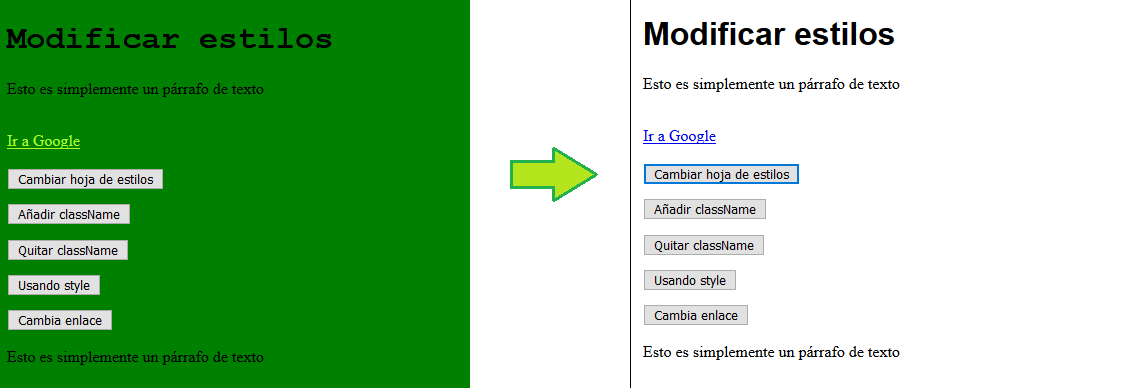 Modificar estilos
Esto es simplemente un párrafo de texto
Ir a Google
Cambiar hoja de estilos
Añadir className
Quitar className
Usando style
Cambia enlace
Esto es simplemente un párrafo de texto
Modificar estilos
Esto es simplemente un párrafo de texto
Ir a Google
Cambiar hoja de estilos
Añadir className
Quitar className
Usando style
Cambia enlace
Esto es simplemente un párrafo de texto